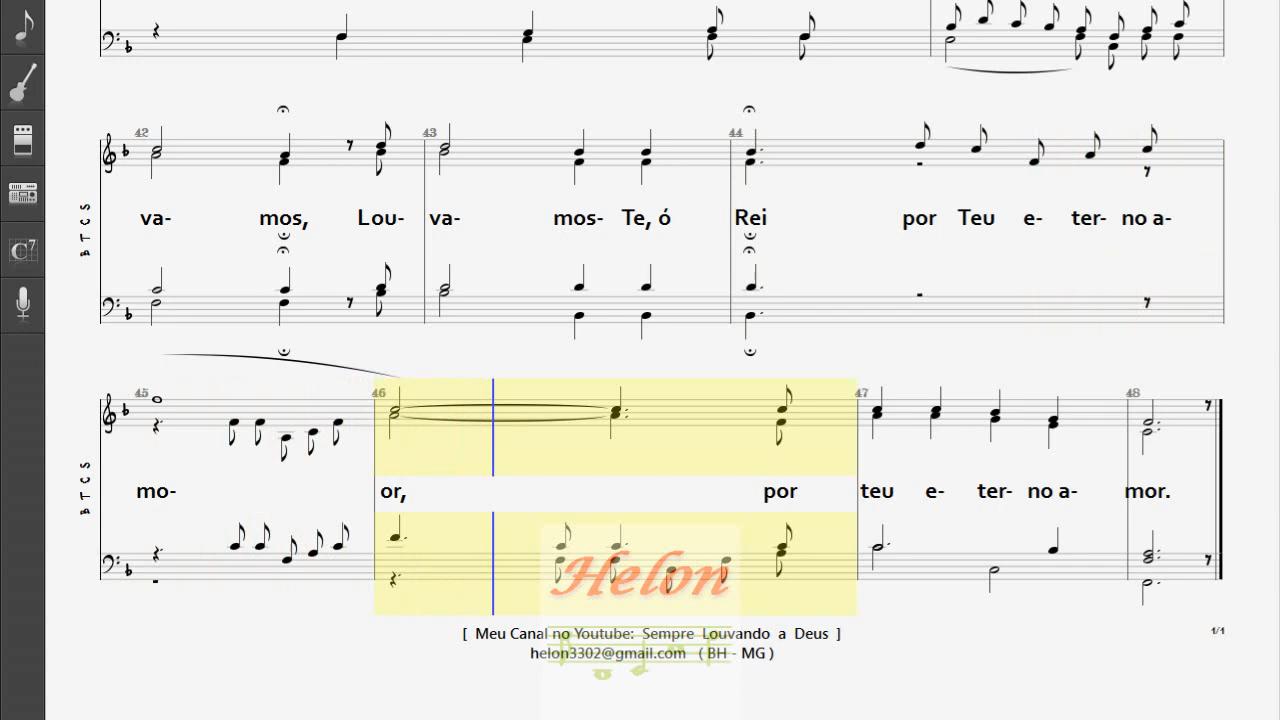 42 43 44
va- mos, Lou- va- mos- Te, ó Rei por Teu e- ter- no a-
B T C S
C7
45 46 47 48
mo- or, por teu e- ter- no a- mor.
B T C S
Helon
[ Meu Canal no Youtube: Sempre Louvando a Deus ]
1/1
helon3302@gmail.com ( BH - MG )